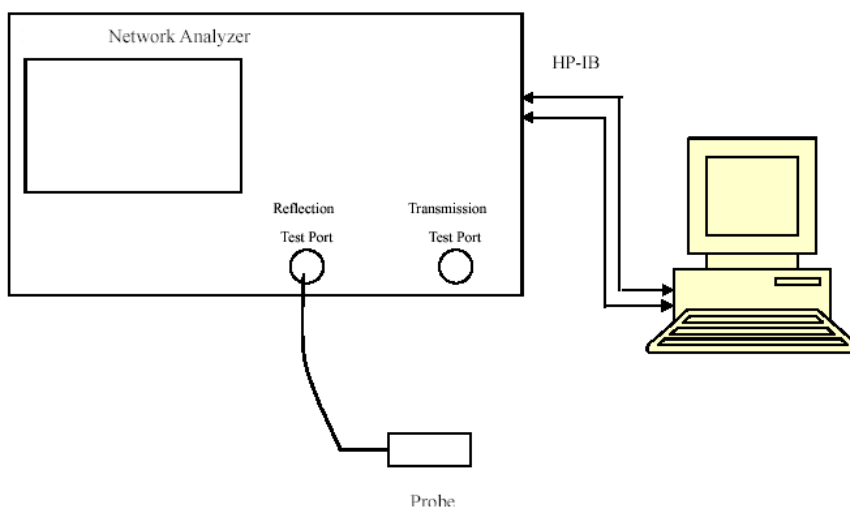 Network Analyzer
HP-IB
Reflection
Test Port
Transmission
Test Port
Probe